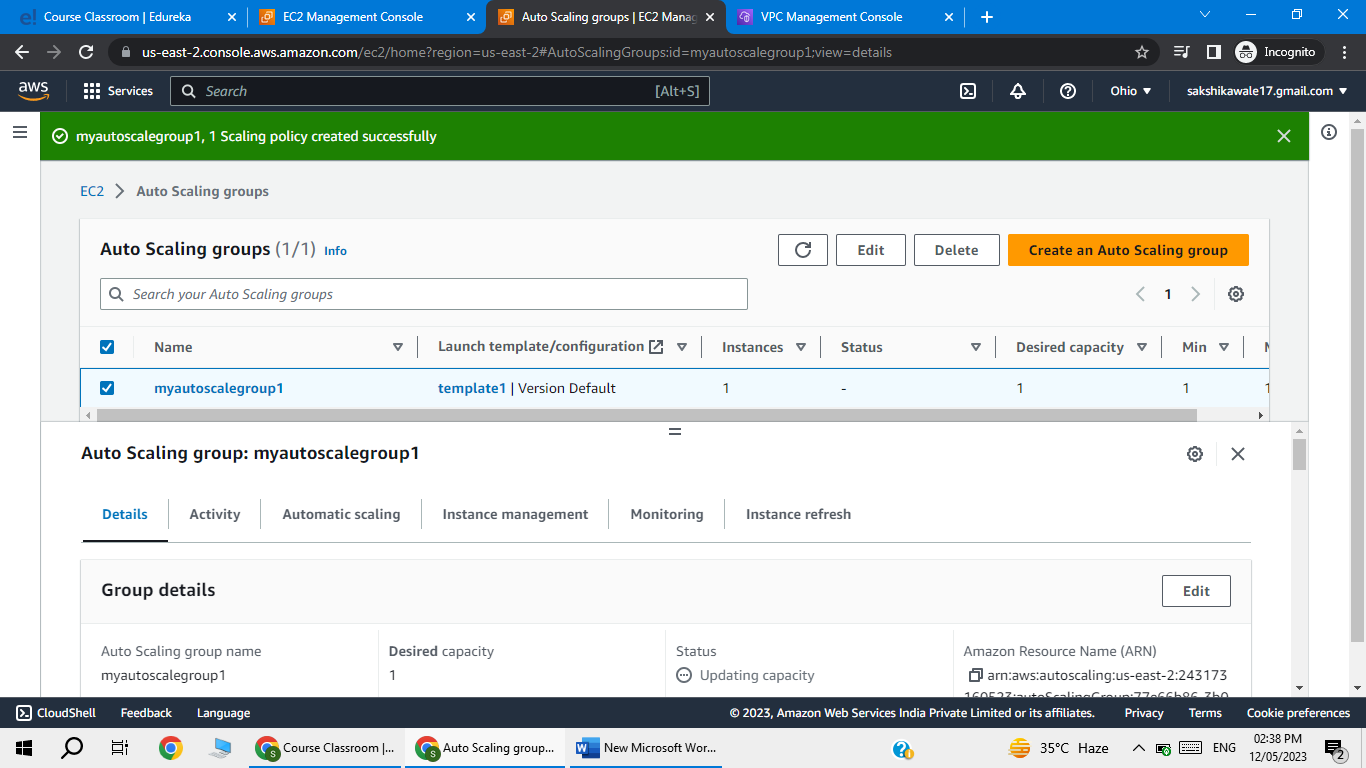 Course Classroom | Edureka
EC2 Management Console
Auto Scaling groups | EC2 Manag
VPC Management Console
us-east-2.console.aws.amazon.com/ec2/home?region=us-east-2#AutoScalingGroups:id=myautoscalegroup1;view=details
Incognito
aws
Services
Search
[Alt+S]
Ohio
sakshikawale17.gmail.com
myautoscalegroup1, 1 Scaling policy created successfully
EC2 > Auto Scaling groups
Auto Scaling groups (1/1) Info
Edit
Delete
Create an Auto Scaling group
Search your Auto Scaling groups
1
Name
Launch template/configuration
Instances
Status
Desired capacity
Min
myautoscalegroup1
template1 | Version Default
1
-
1
1
1
Auto Scaling group: myautoscalegroup1
Details
Activity
Automatic scaling
Instance management
Monitoring
Instance refresh
Group details
Edit
Auto Scaling group name
myautoscalegroup1
Desired capacity
1
Status
Updating capacity
Amazon Resource Name (ARN)
arn:aws:autoscaling:us-east-2:243173
CloudShell
Feedback
Language
© 2023, Amazon Web Services India Private Limited or its affiliates.
Privacy
Terms
Cookie preferences
Course Classroom |...
Auto Scaling group...
New Microsoft Wor...
35°C Haze
ENG
02:38 PM
12/05/2023
2